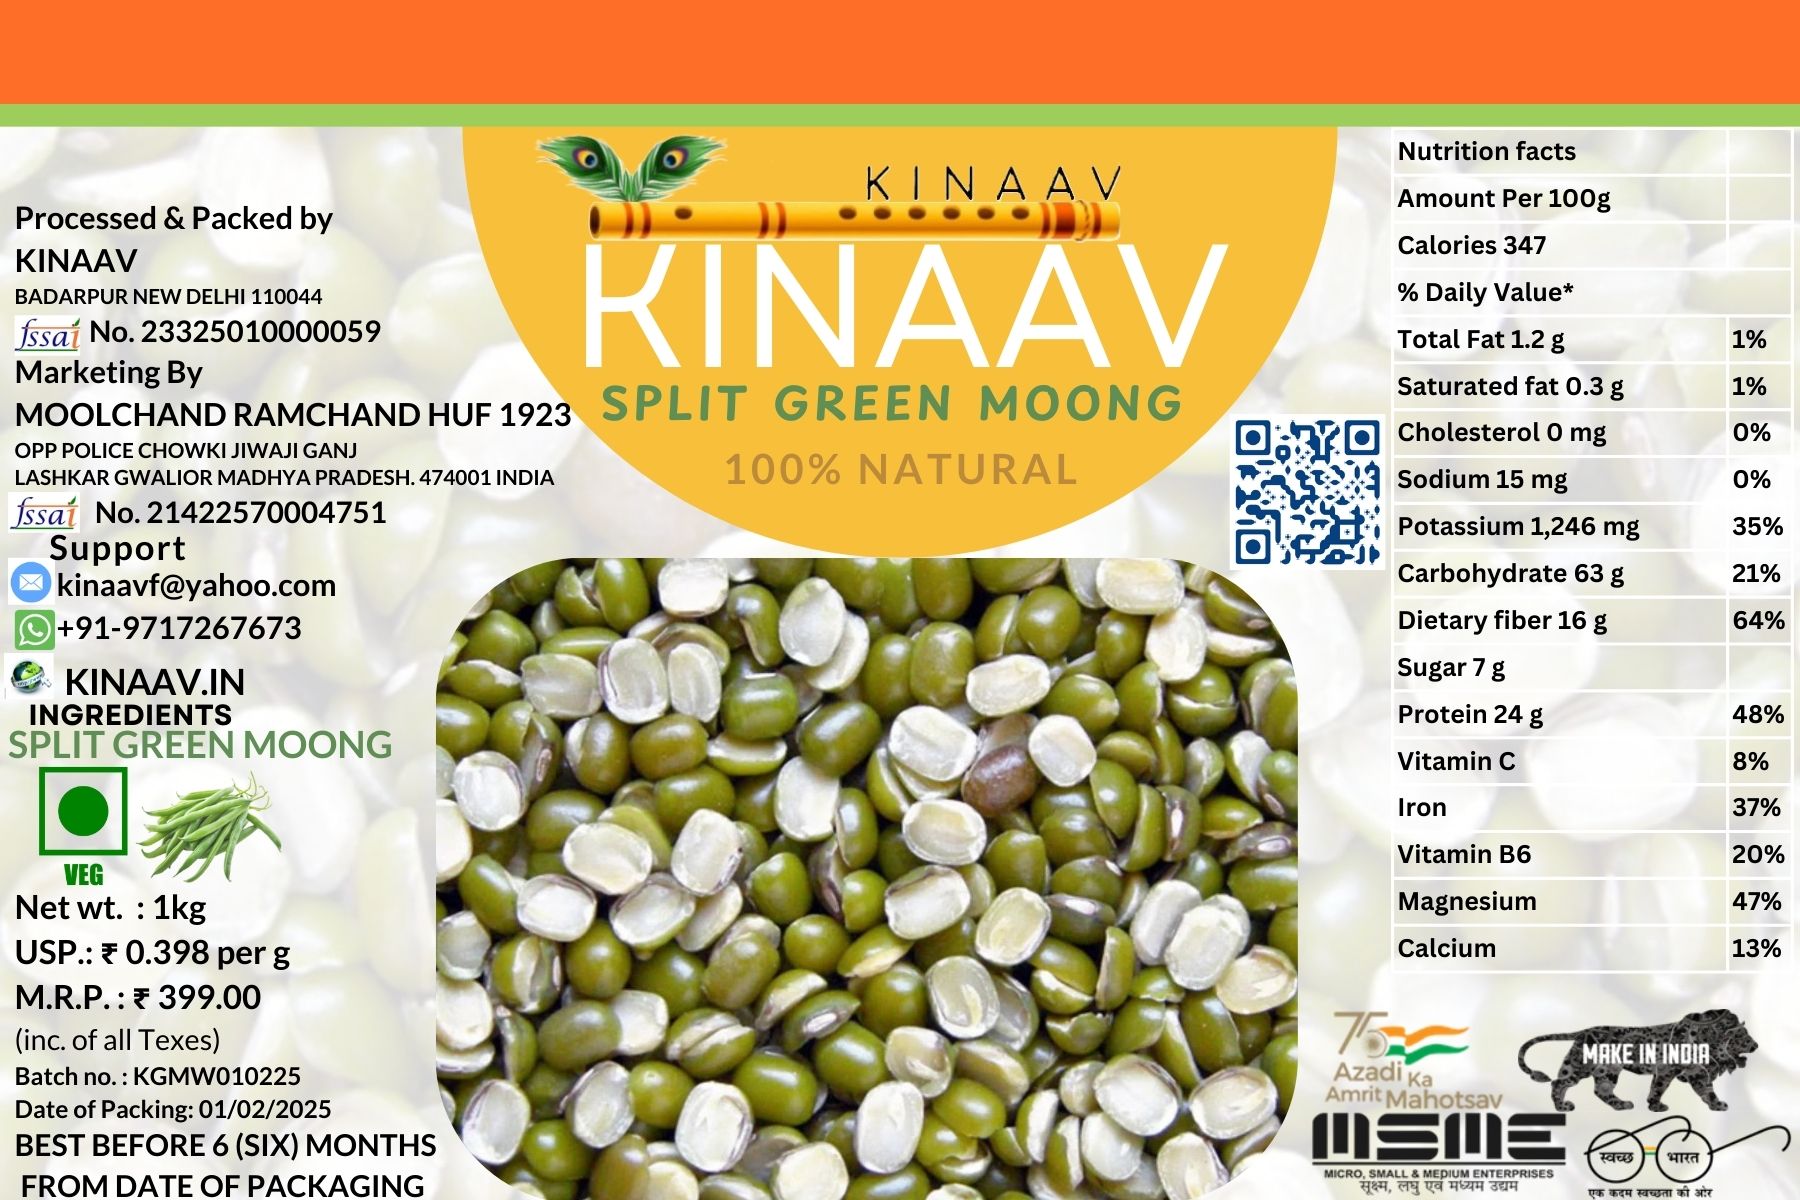 KINAAV
KINAAV
SPLIT GREEN MOONG
100% NATURAL
Processed & Packed by
KINAAV
BADARPUR NEW DELHI 110044
fssai No. 23325010000059
Marketing By
MOOLCHAND RAMCHAND HUF 1923
OPP POLICE CHOWKI JIWAJI GANJ
LASHKAR GWALIOR MADHYA PRADESH. 474001 INDIA
fssai No. 21422570004751
Support
kinaavf@yahoo.com
+91-9717267673
KINAAV.IN
INGREDIENTS
SPLIT GREEN MOONG
VEG
Net wt. : 1kg
USP.: ₹ 0.398 per g
M.R.P. : ₹ 399.00
(inc. of all Texes)
Batch no. : KGMW010225
Date of Packing: 01/02/2025
BEST BEFORE 6 (SIX) MONTHS
FROM DATE OF PACKAGING
Nutrition facts
Amount Per 100g
Calories 347
% Daily Value*
Total Fat 1.2 g 1%
Saturated fat 0.3 g 1%
Cholesterol 0 mg 0%
Sodium 15 mg 0%
Potassium 1,246 mg 35%
Carbohydrate 63 g 21%
Dietary fiber 16 g 64%
Sugar 7 g
Protein 24 g 48%
Vitamin C 8%
Iron 37%
Vitamin B6 20%
Magnesium 47%
Calcium 13%
75
Azadi Ka
Amrit Mahotsav
MAKE IN INDIA
MSME
MICRO, SMALL & MEDIUM ENTERPRISES
सूक्ष्म, लघु एवं मध्यम उद्यम
स्वच्छ भारत
एक कदम स्वच्छता की ओर